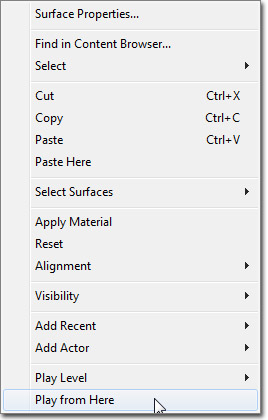 Surface Properties...
Find in Content Browser...
Select
Cut Ctrl+X
Copy Ctrl+C
Paste Ctrl+V
Paste Here
Select Surfaces
Apply Material
Reset
Alignment
Visibility
Add Recent
Add Actor
Play Level
Play from Here